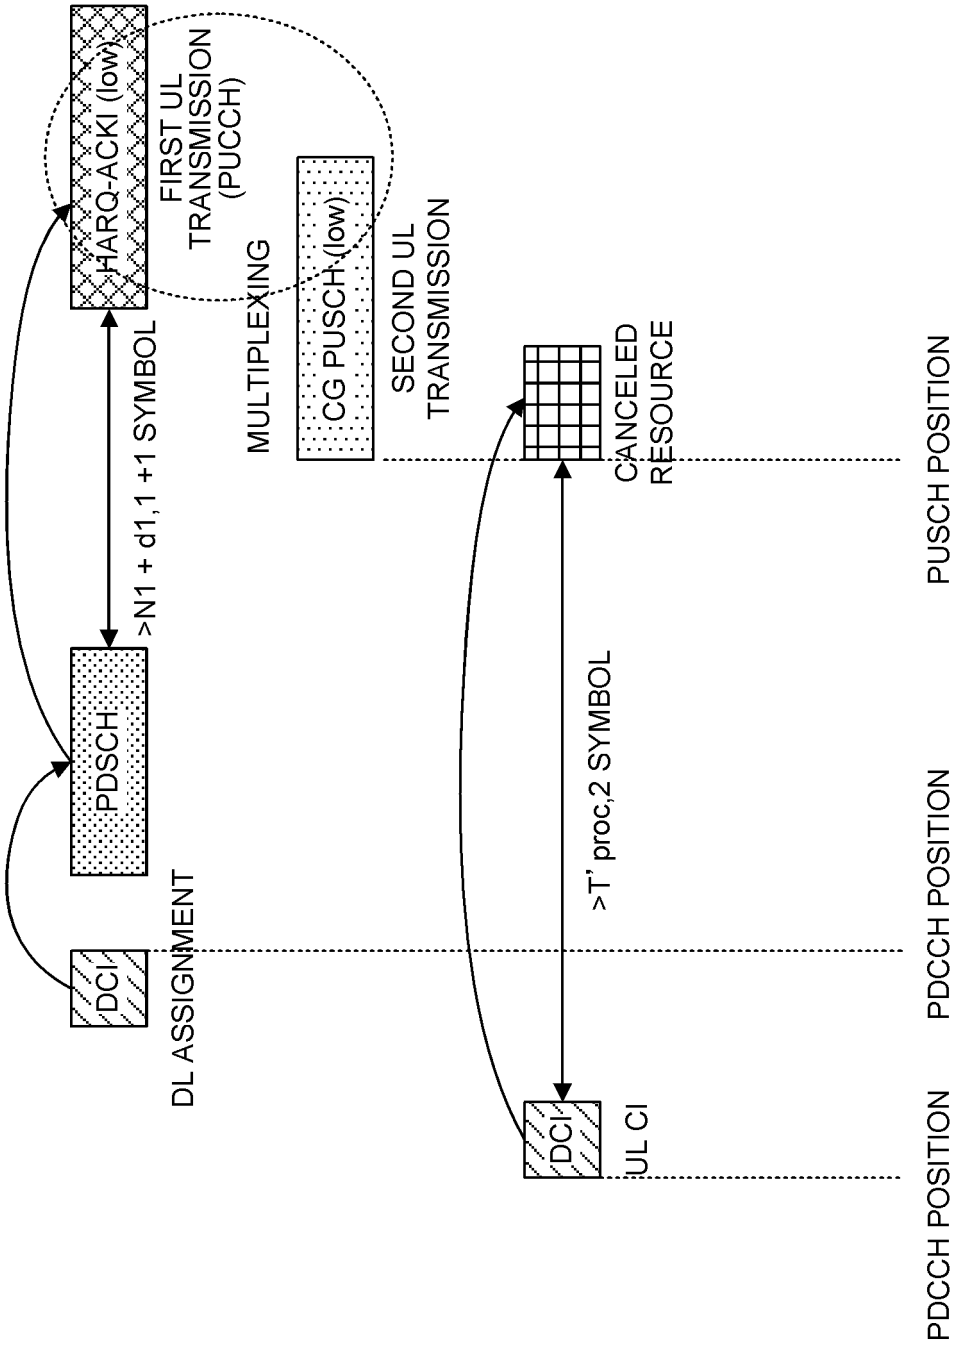 DCI
DL ASSIGNMENT
PDSCH
>N1 + d1,1 +1 SYMBOL
HARQ-ACKI (low)
FIRST UL
TRANSMISSION
(PUCCH)
MULTIPLEXING
CG PUSCH (low)
SECOND UL
TRANSMISSION
DCI
UL CI
>T' proc,2 SYMBOL
CANCELED
RESOURCE
PDCCH POSITION
PDCCH POSITION
PUSCH POSITION